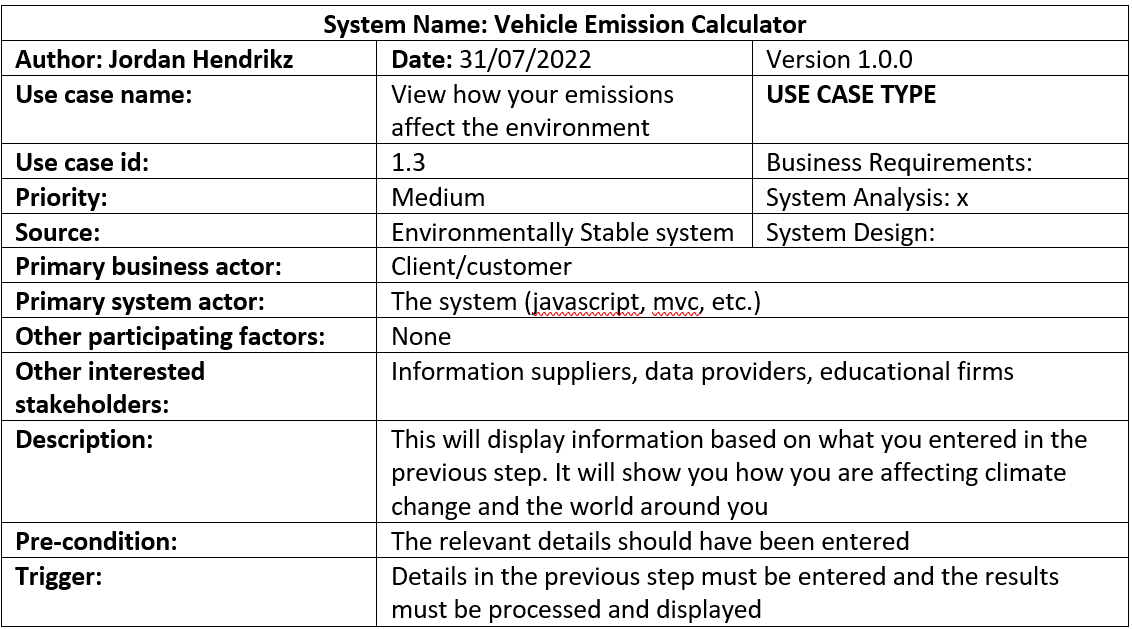 System Name: Vehicle Emission Calculator
Author: Jordan Hendrikz
Date: 31/07/2022
Version 1.0.0
Use case name:
View how your emissions
affect the environment
USE CASE TYPE
Use case id:
1.3
Business Requirements:
Priority:
Medium
System Analysis: x
Source:
Environmentally Stable system
System Design:
Primary business actor:
Client/customer
Primary system actor:
The system (javascript, mvc, etc.)
Other participating factors:
None
Other interested
stakeholders:
Information suppliers, data providers, educational firms
Description:
This will display information based on what you entered in the
previous step. It will show you how you are affecting climate
change and the world around you
Pre-condition:
The relevant details should have been entered
Trigger:
Details in the previous step must be entered and the results
must be processed and displayed